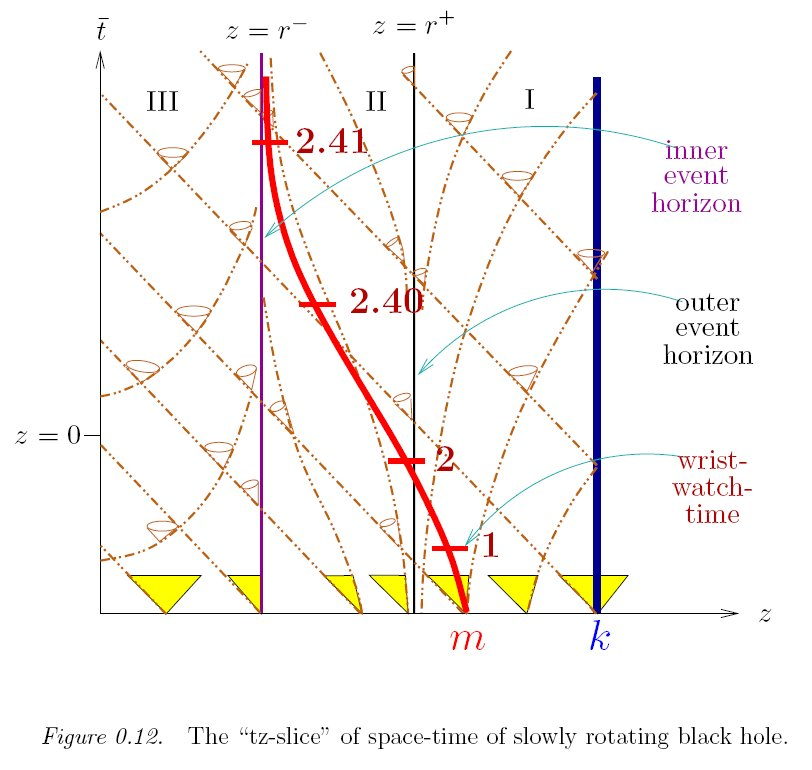 t̄
z = r⁻
z = r⁺
III
II
I
2.41
inner
event
horizon
2.40
outer
event
horizon
z = 0
2
wrist-
watch-
time
1
z
m
k
Figure 0.12. The “tz-slice” of space-time of slowly rotating black hole.